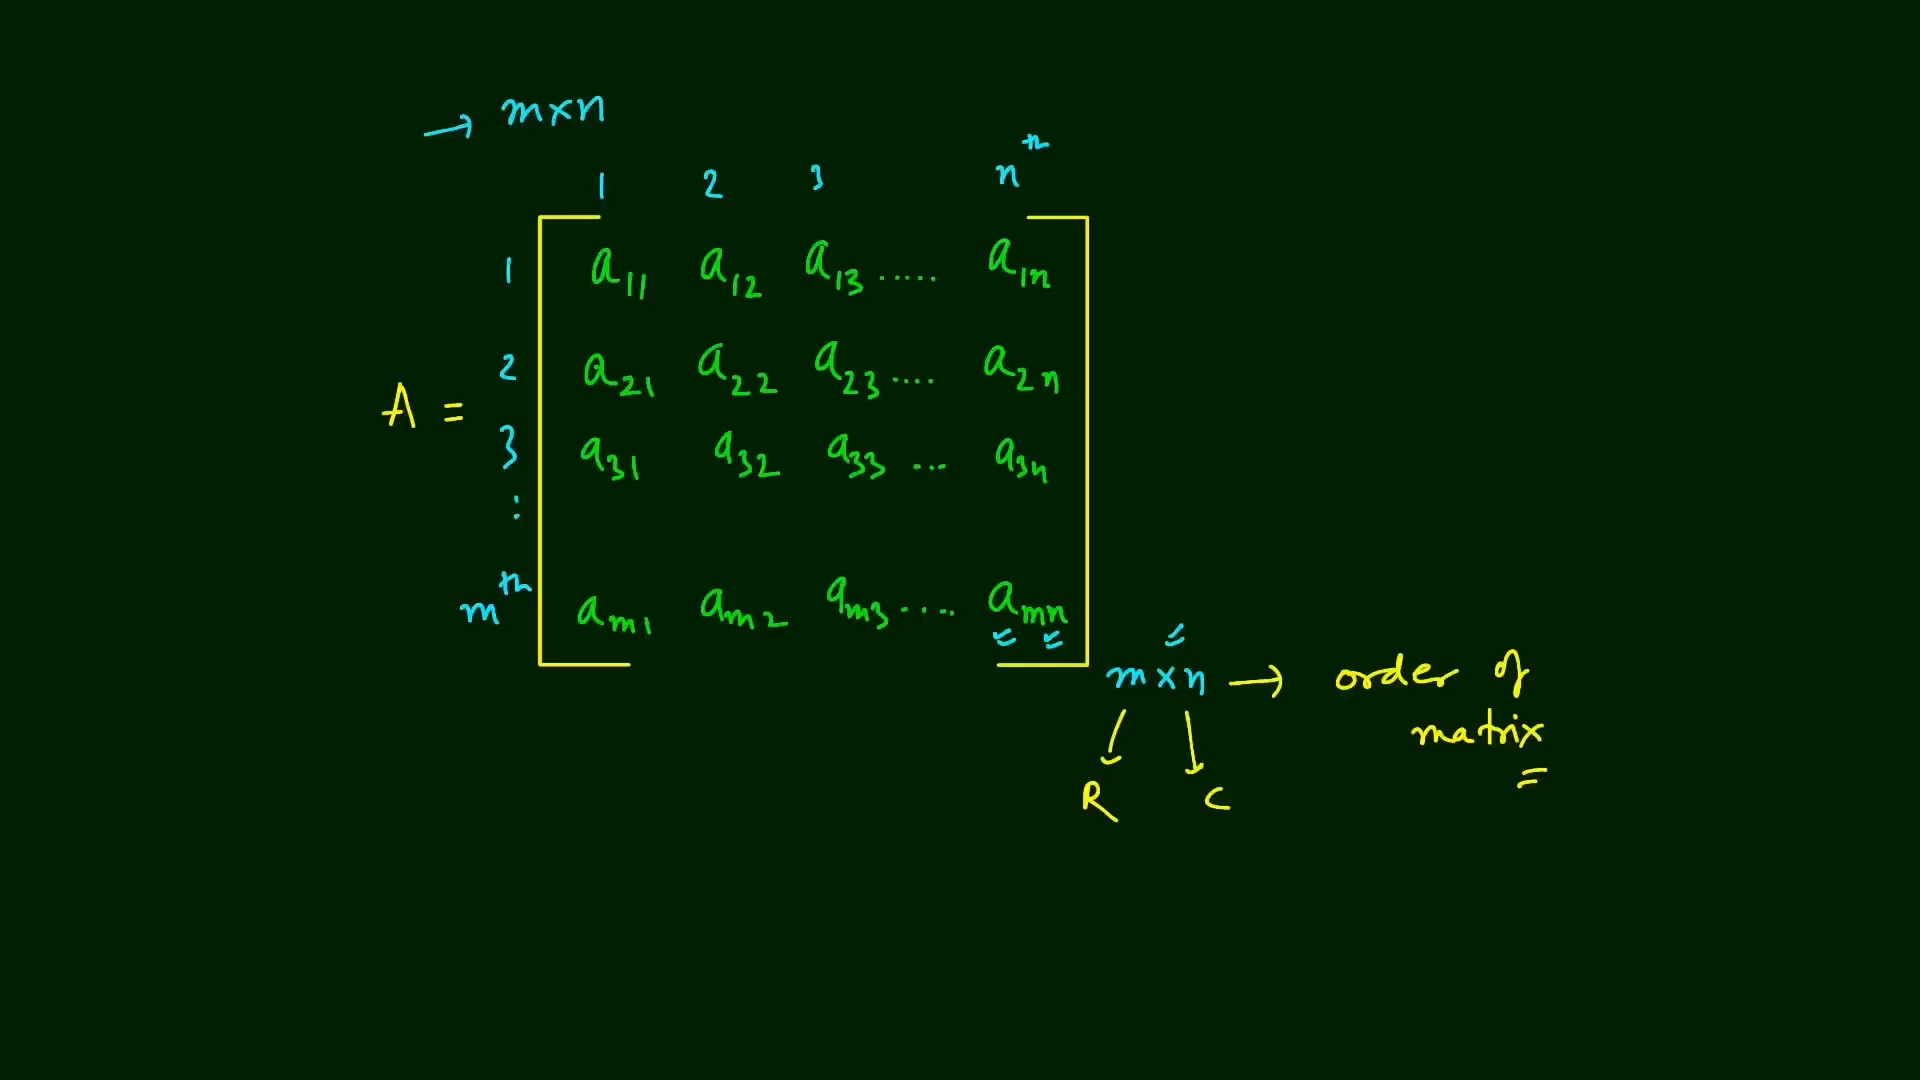 → m×n
1 2 3 nth
1 a11 a12 a13 ..... a1n
2 a21 a22 a23 .... a2n
A =
3 a31 a32 a33 ... a3n
:
mth am1 am2 am3 .... amn
m×n → order of
matrix
R C